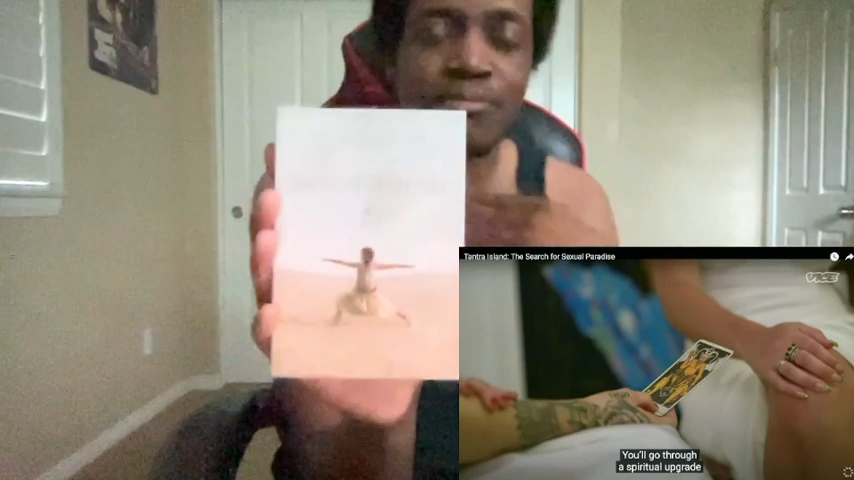 Tantra Island: The Search for Sexual Paradise
VICE
You'll go through
a spiritual upgrade